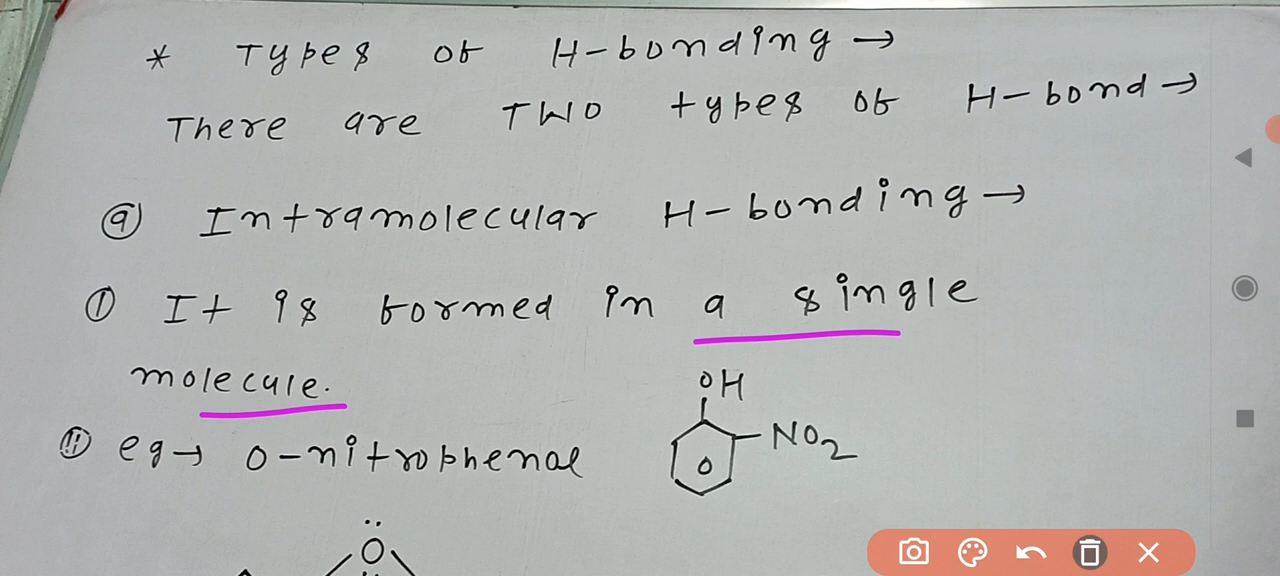 * Types of H-bonding →
There are TWO types of H-bond →
ⓐ Intramolecular H-bonding →
① It is formed in a single
molecule.
OH
ⓘⓘ eg → o-nitrophenol
NO2
Ö